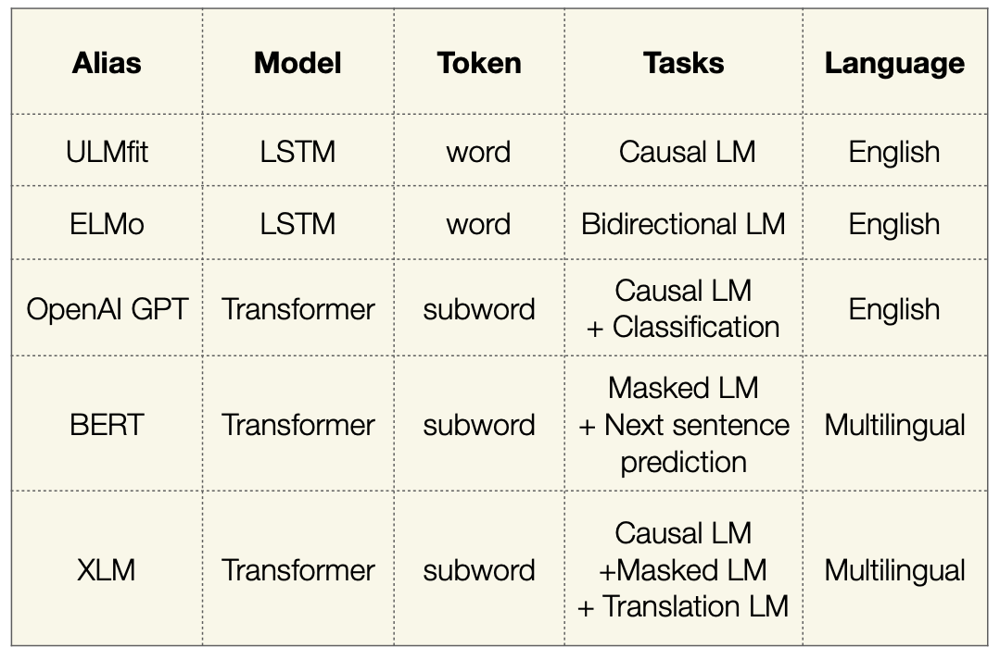 Alias Model Token Tasks Language
ULMfit LSTM word Causal LM English
ELMo LSTM word Bidirectional LM English
OpenAI GPT Transformer subword Causal LM
+ Classification English
BERT Transformer subword Masked LM
+ Next sentence
prediction Multilingual
XLM Transformer subword Causal LM
+Masked LM
+ Translation LM Multilingual